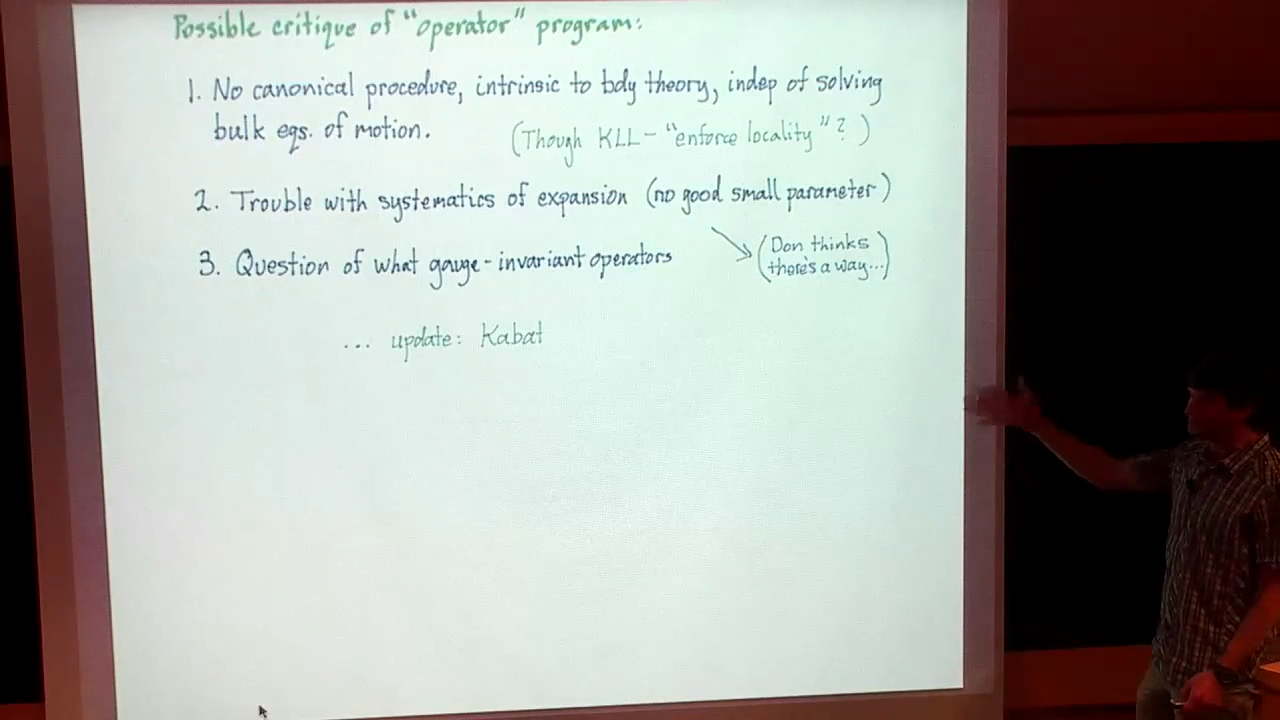 Possible critique of "operator" program:
1. No canonical procedure, intrinsic to bdy theory, indep of solving
bulk eqs. of motion.
(Though KLL - "enforce locality"? )
2. Trouble with systematics of expansion (no good small parameter)
(Don thinks
there's a way...)
3. Question of what gauge-invariant operators
... update: Kabat